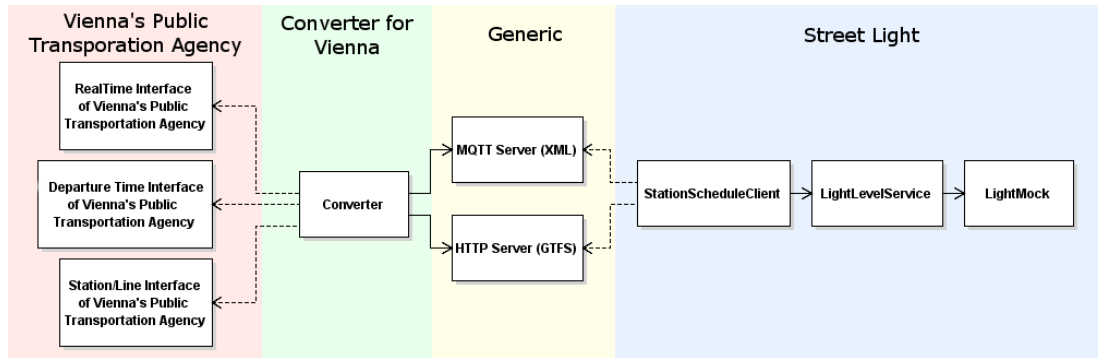 Vienna's Public
Transporation Agency
Converter for
Vienna
Generic
Street Light
RealTime Interface
of Vienna's Public
Transportation Agency
Departure Time Interface
of Vienna's Public
Transportation Agency
Station/Line Interface
of Vienna's Public
Transportation Agency
Converter
MQTT Server (XML)
HTTP Server (GTFS)
StationScheduleClient
LightLevelService
LightMock